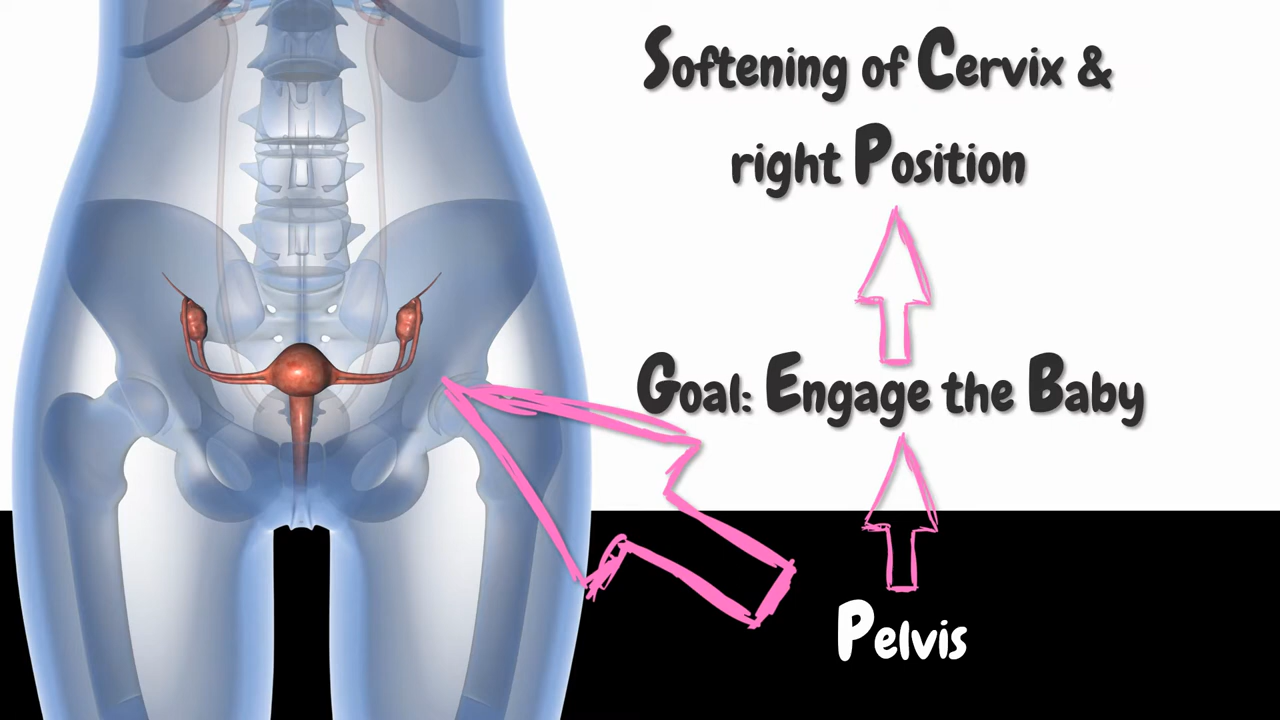 Softening of Cervix &
right Position
Goal: Engage the Baby
Pelvis